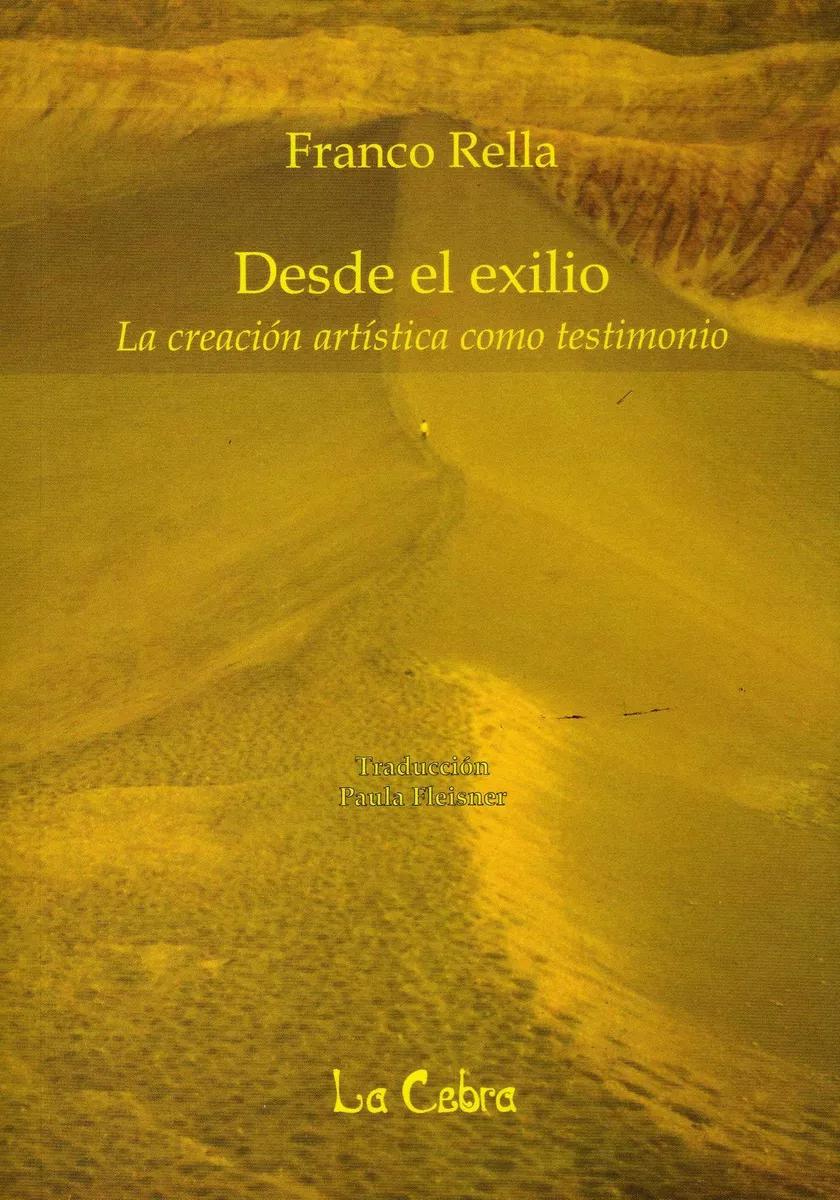 Franco Rella
Desde el exilio
La creación artística como testimonio
Traducción
Paula Fleisner
La Cebra